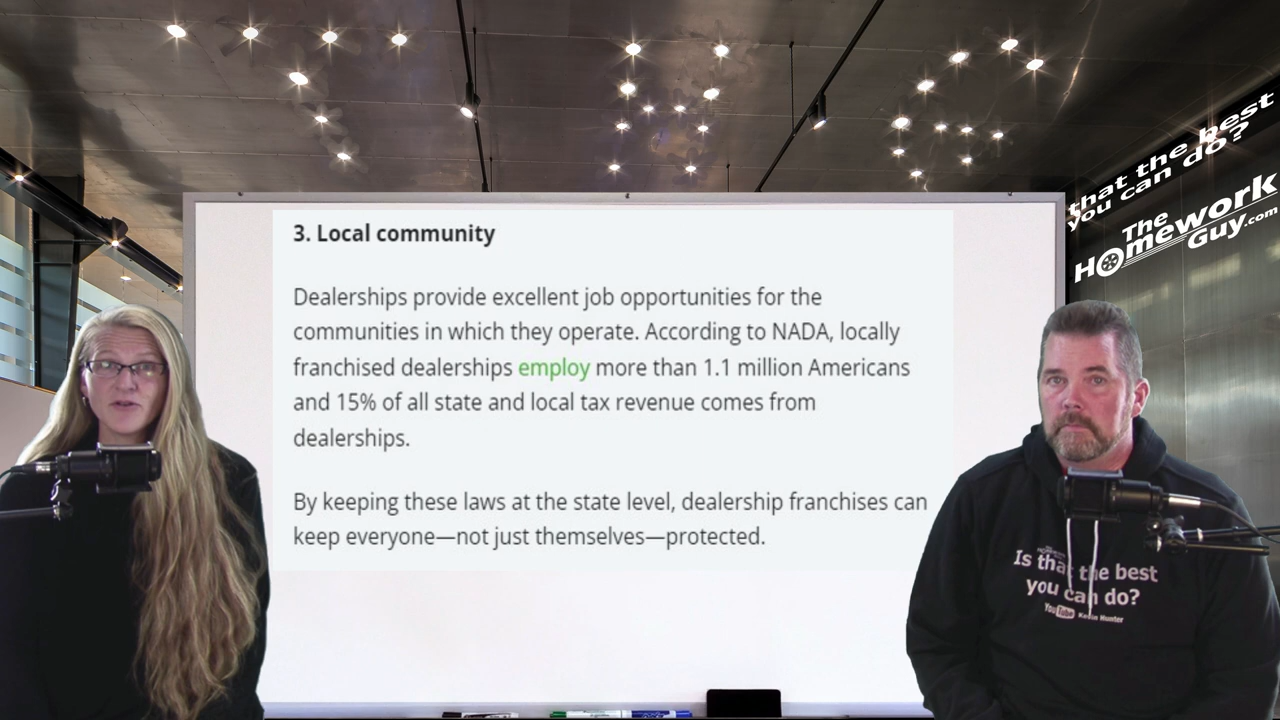 3. Local community
Dealerships provide excellent job opportunities for the
communities in which they operate. According to NADA, locally
franchised dealerships employ more than 1.1 million Americans
and 15% of all state and local tax revenue comes from
dealerships.
By keeping these laws at the state level, dealership franchises can
keep everyone—not just themselves—protected.
that the best
you can do?
The
Homework
Guy.com
Is that the best
you can do?
YouTube Kevin Hunter